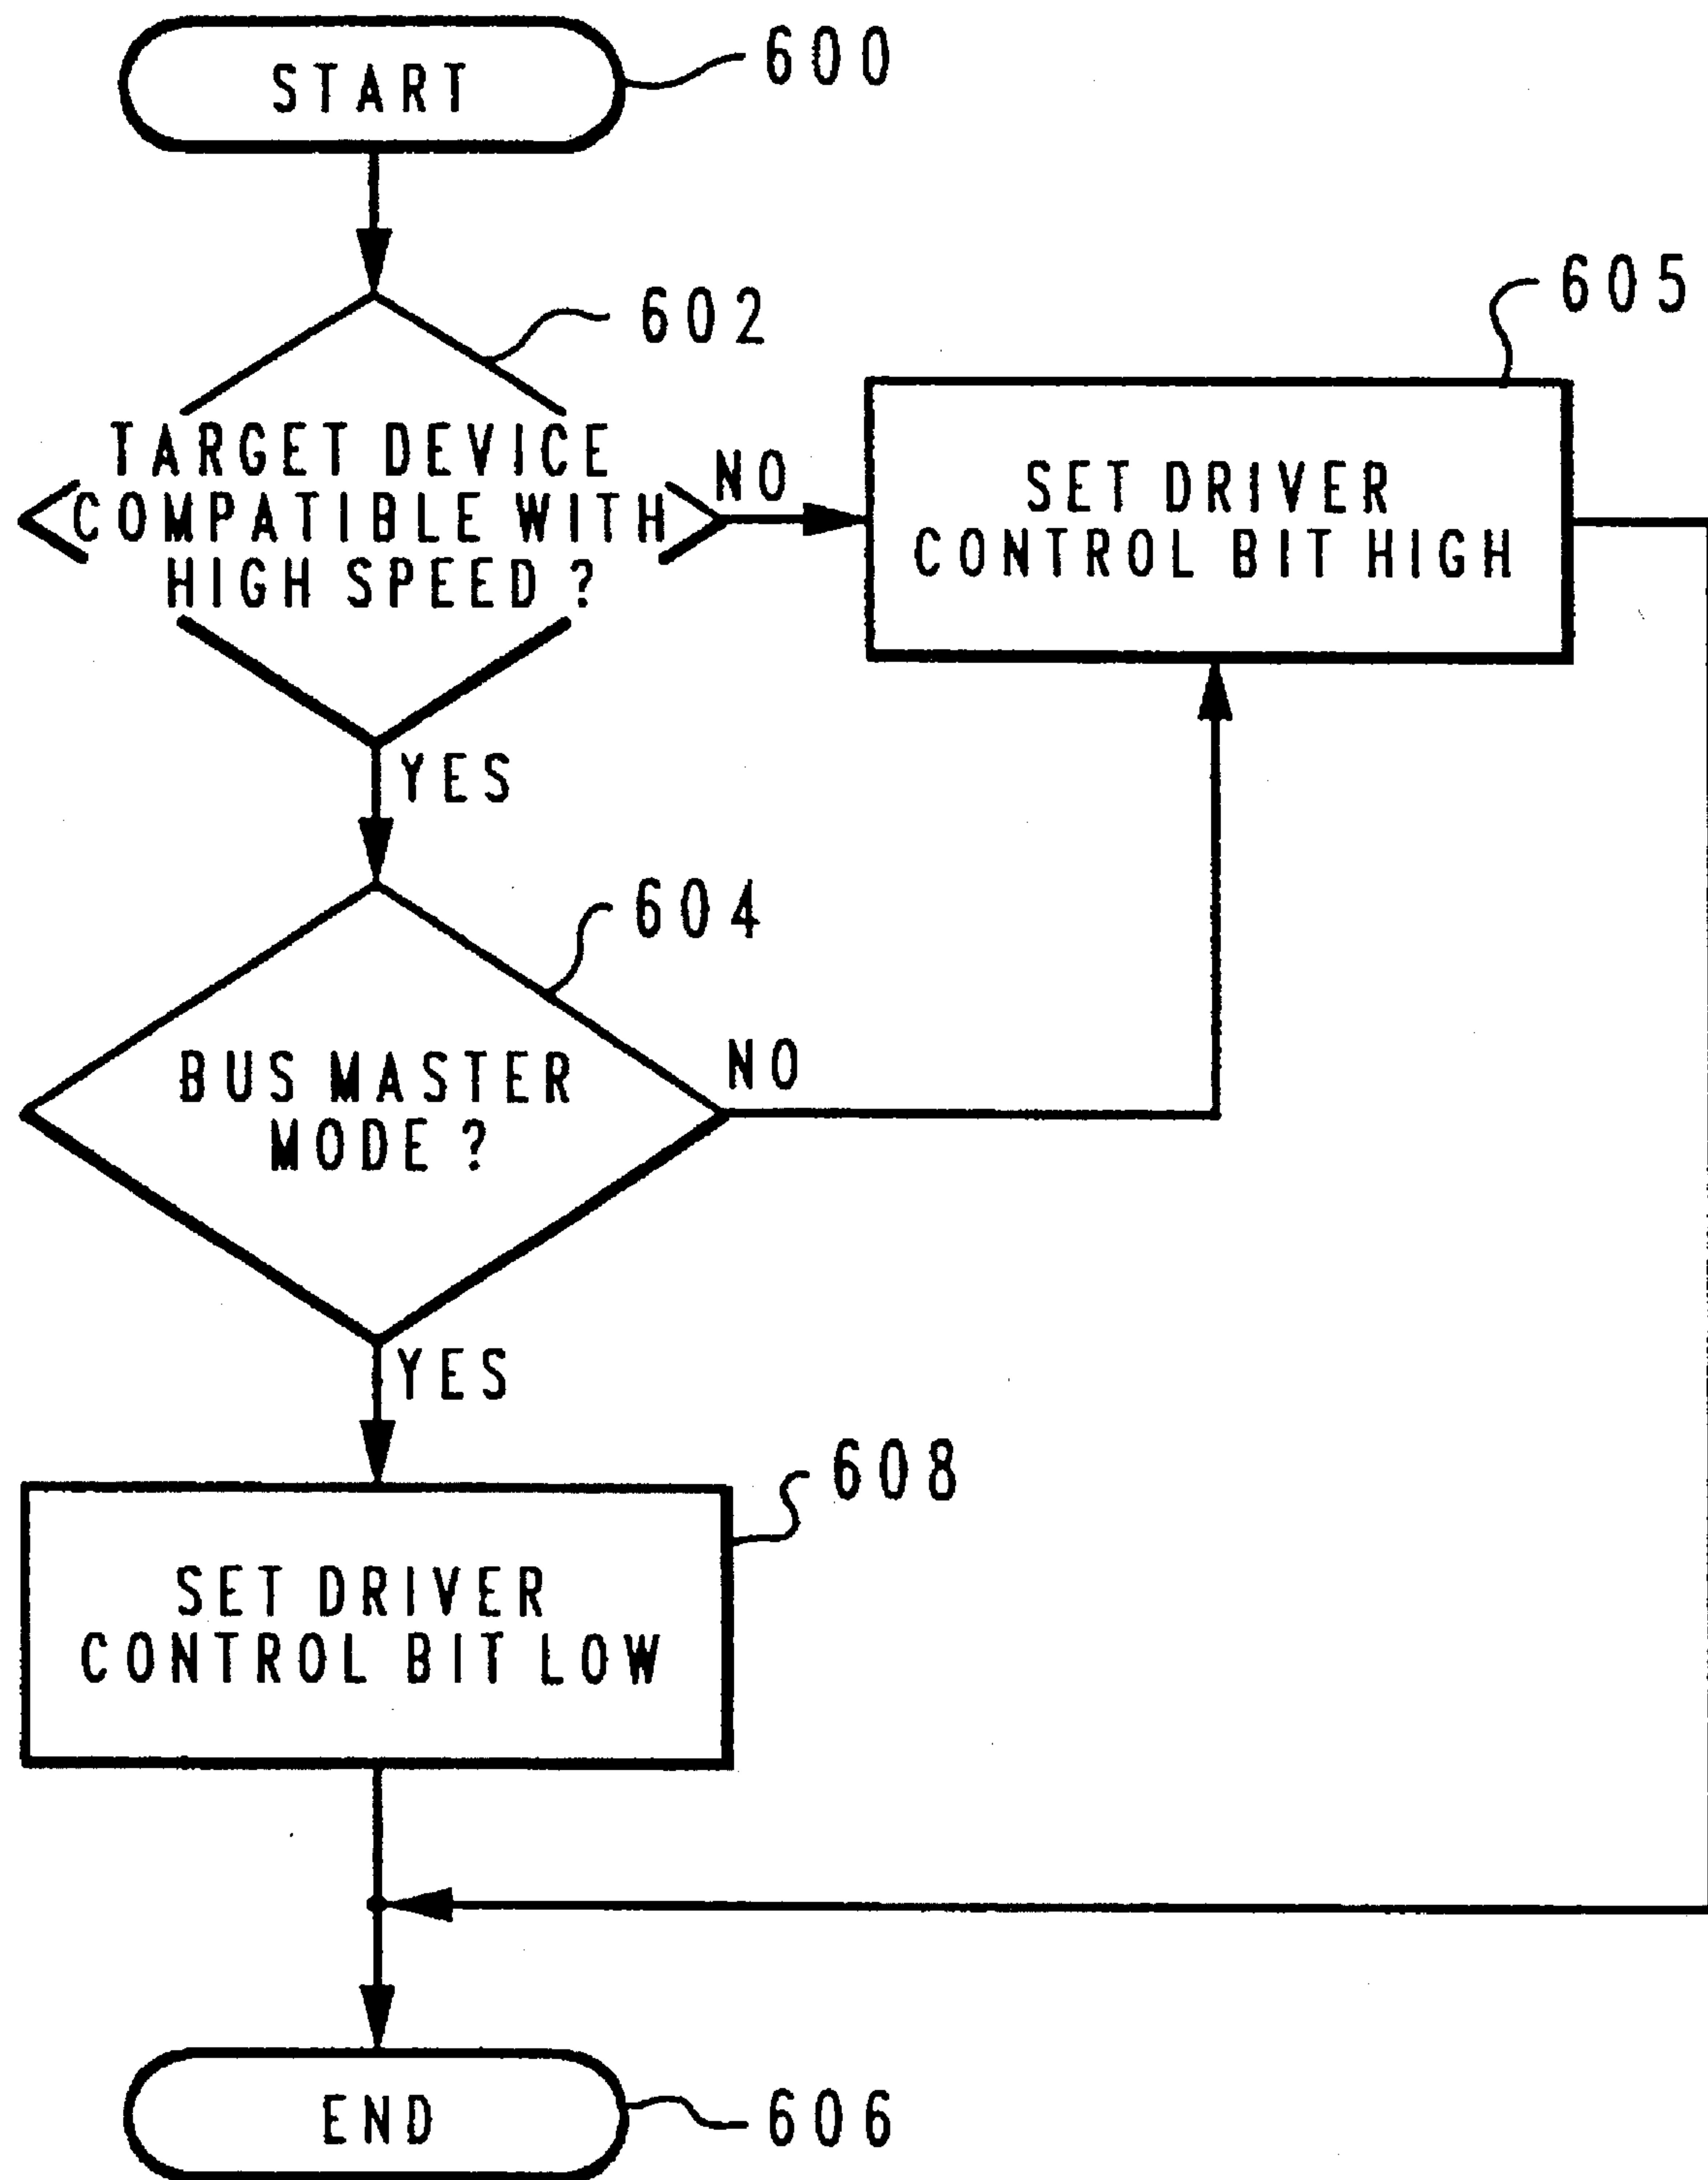 START
600
602
TARGET DEVICE
COMPATIBLE WITH
HIGH SPEED ?
NO
605
SET DRIVER
CONTROL BIT HIGH
YES
604
BUS MASTER
MODE ?
NO
YES
608
SET DRIVER
CONTROL BIT LOW
END
606